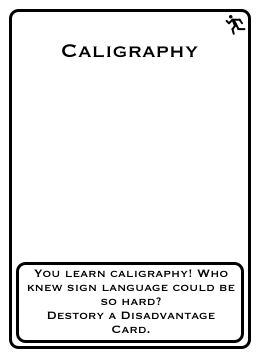 Caligraphy
You learn caligraphy! Who
knew sign language could be
so hard?
Destory a Disadvantage
Card.